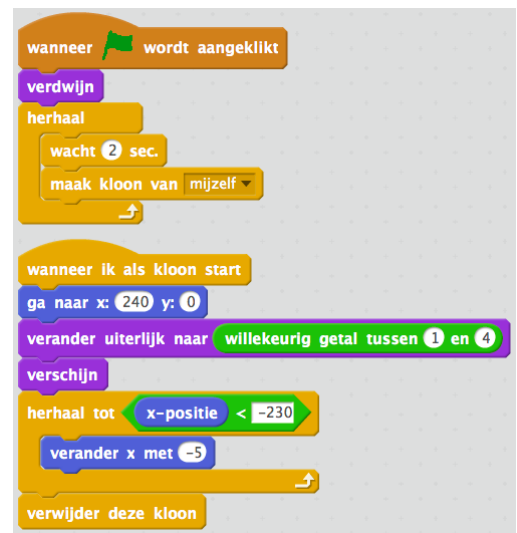 wanneer wordt aangeklikt
verdwijn
herhaal
wacht 2 sec.
maak kloon van mijzelf
wanneer ik als kloon start
ga naar x: 240 y: 0
verander uiterlijk naar willekeurig getal tussen 1 en 4
verschijn
herhaal tot x-positie < -230
verander x met -5
verwijder deze kloon